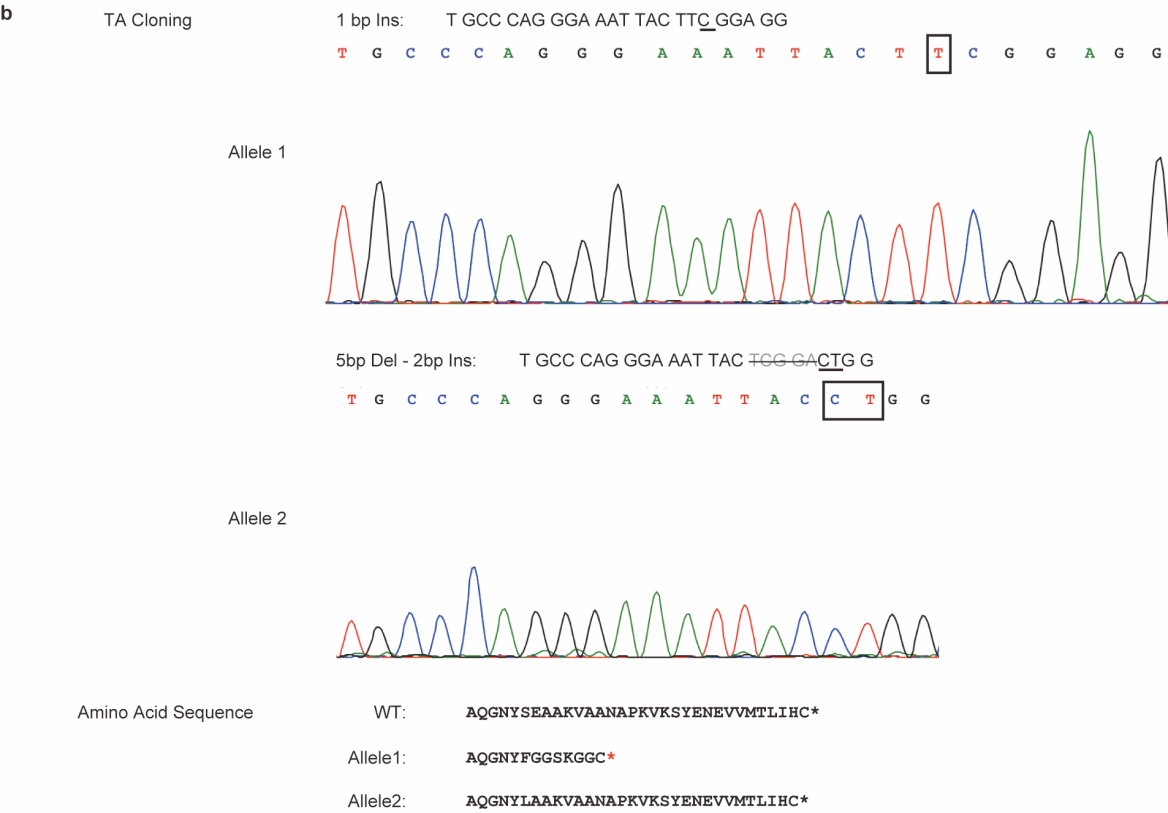 b
TA Cloning
1 bp Ins: T GCC CAG GGA AAT TAC TTC GGA GG
T G C C C A G G G A A A T T A C T T C G G A G G
Allele 1
5bp Del - 2bp Ins: T GCC CAG GGA AAT TAC TCG GACTG G
T G C C C A G G G A A A T T A C C T G G
Allele 2
Amino Acid Sequence
WT: AQGNYSEAAKVAANAPKVKSYENEVVMTLIHC*
Allele1: AQGNYFGGSKGGC*
Allele2: AQGNYLAAKVAANAPKVKSYENEVVMTLIHC*